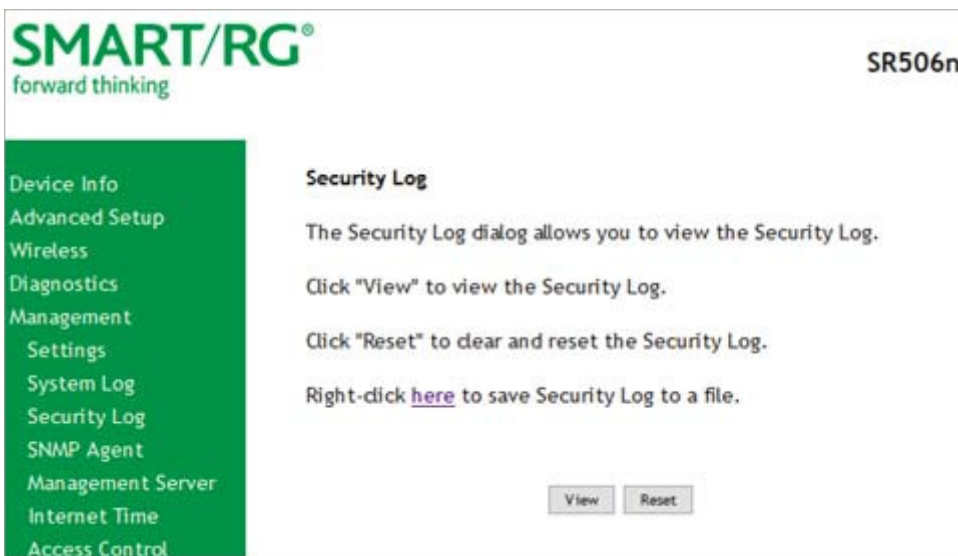 SMART/RG®
forward thinking
SR506n
Device Info
Advanced Setup
Wireless
Diagnostics
Management
Settings
System Log
Security Log
SNMP Agent
Management Server
Internet Time
Access Control
Security Log
The Security Log dialog allows you to view the Security Log.
Click "View" to view the Security Log.
Click "Reset" to clear and reset the Security Log.
Right-click here to save Security Log to a file.
View Reset